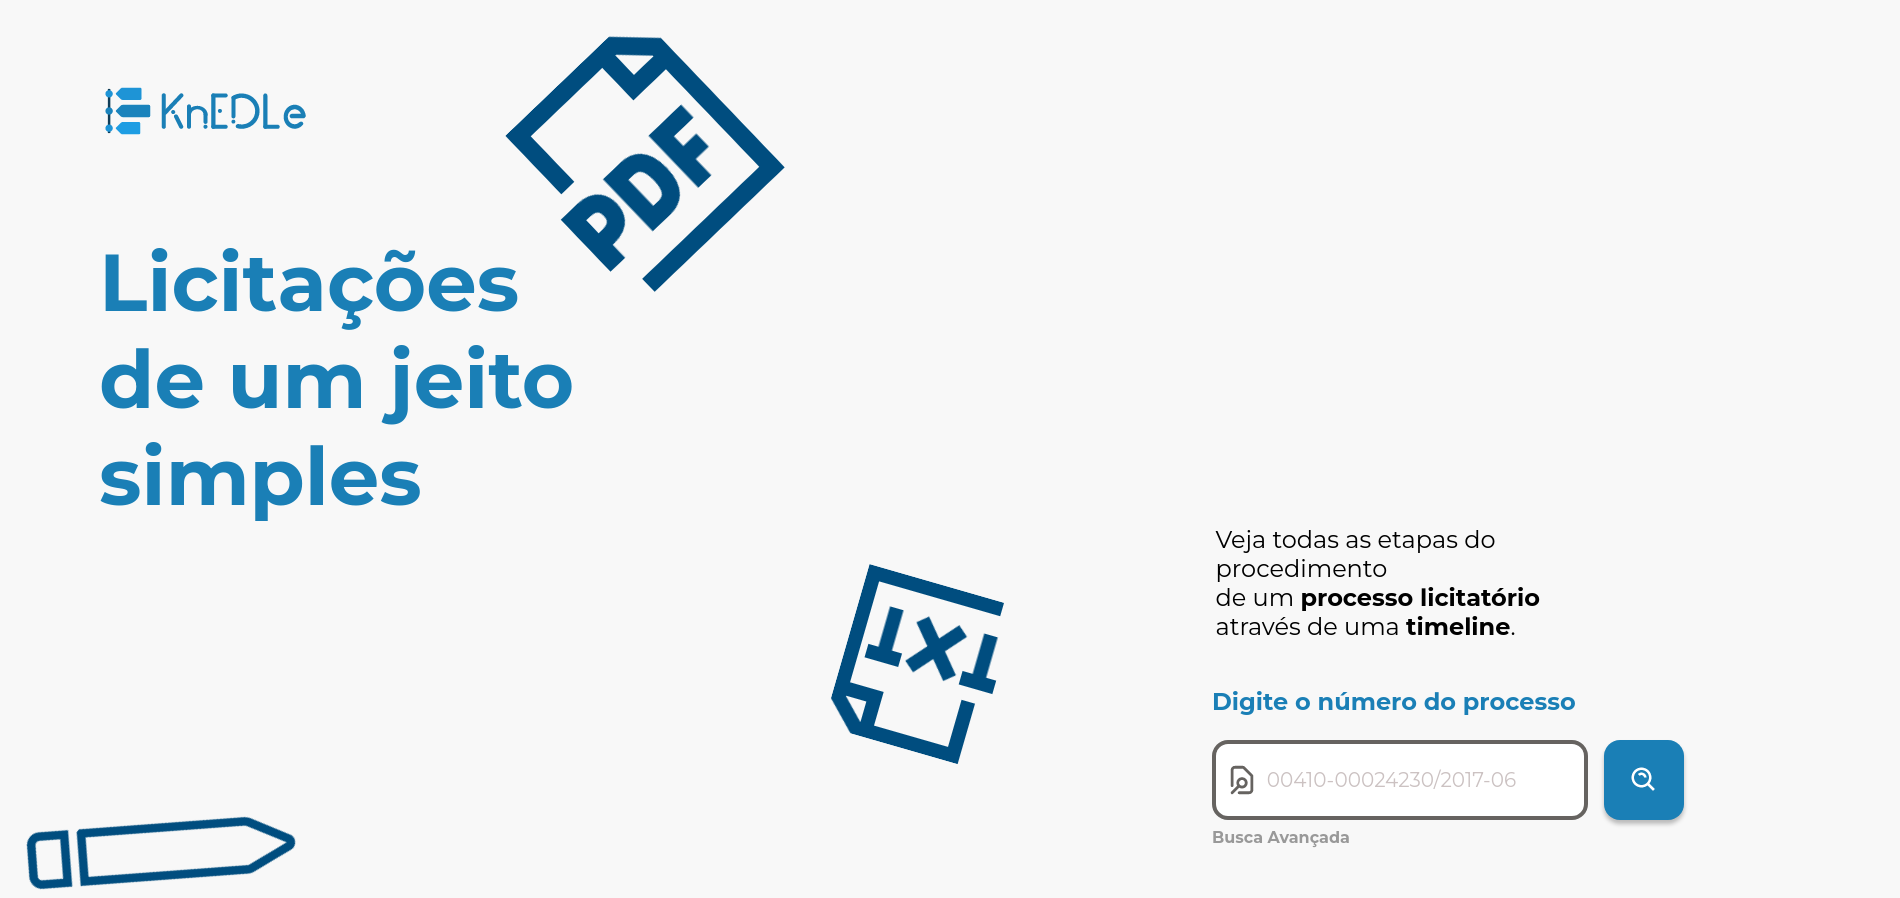 KnEDLe
PDF
Licitações
de um jeito
simples
1x1
Veja todas as etapas do
procedimento
de um processo licitatório
através de uma timeline.
Digite o número do processo
00410-00024230/2017-06
Busca Avançada